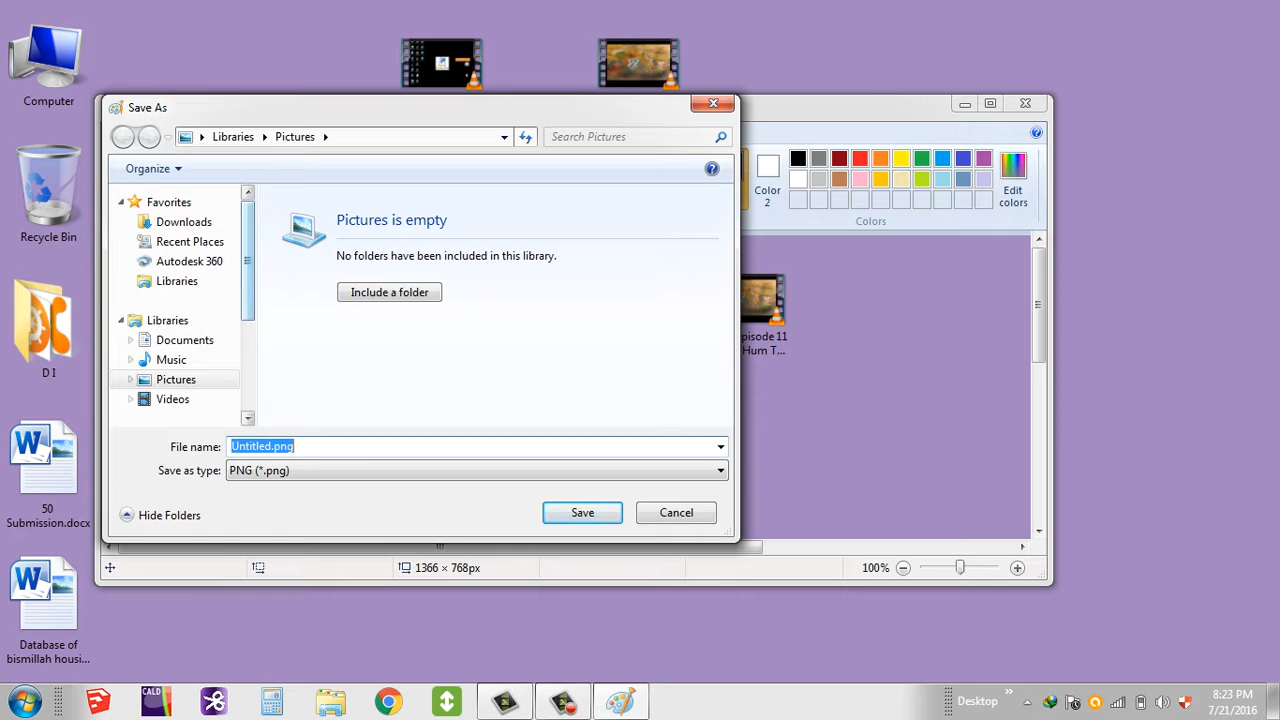 Computer
Recycle Bin
D I
50
Submission.docx
Database of
bismillah housi...
Save As
Libraries
Pictures
Search Pictures
Organize
Favorites
Downloads
Recent Places
Autodesk 360
Libraries
Libraries
Documents
Music
Pictures
Videos
Pictures is empty
No folders have been included in this library.
Include a folder
File name:
Untitled.png
Save as type:
PNG (*.png)
Hide Folders
Save
Cancel
Color
2
Edit
colors
Colors
pisode 11
Hum T...
1366 × 768px
100%
CALD
Desktop
8:23 PM
7/21/2016